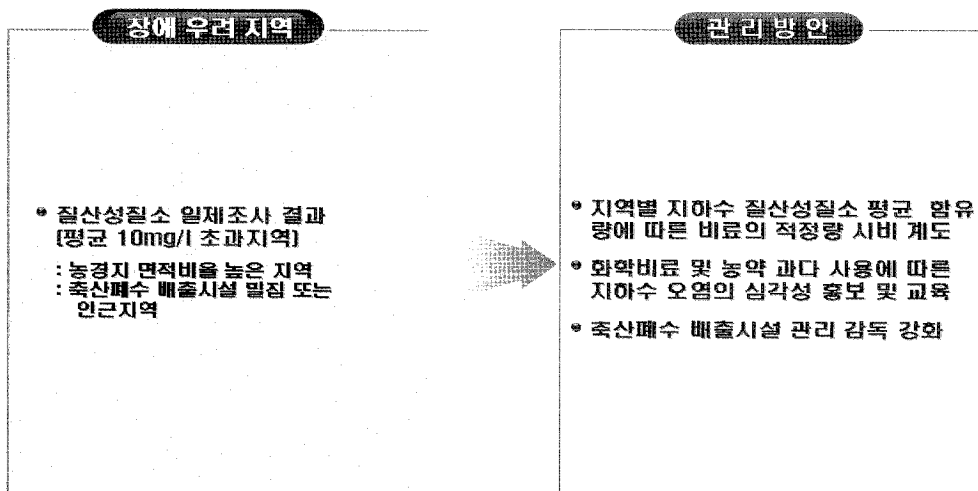 장애 우려 지역
• 질산성질소 일제조사 결과
(평균 10mg/l 초과지역)
: 농경지 면적비율 높은 지역
: 축산폐수 배출시설 밀집 또는
인근지역
관리방안
• 지역별 지하수 질산성질소 평균 함유
량에 따른 비료의 적정량 시비 계도
• 화학비료 및 농약 과다 사용에 따른
지하수 오염의 심각성 홍보 및 교육
• 축산폐수 배출시설 관리 감독 강화